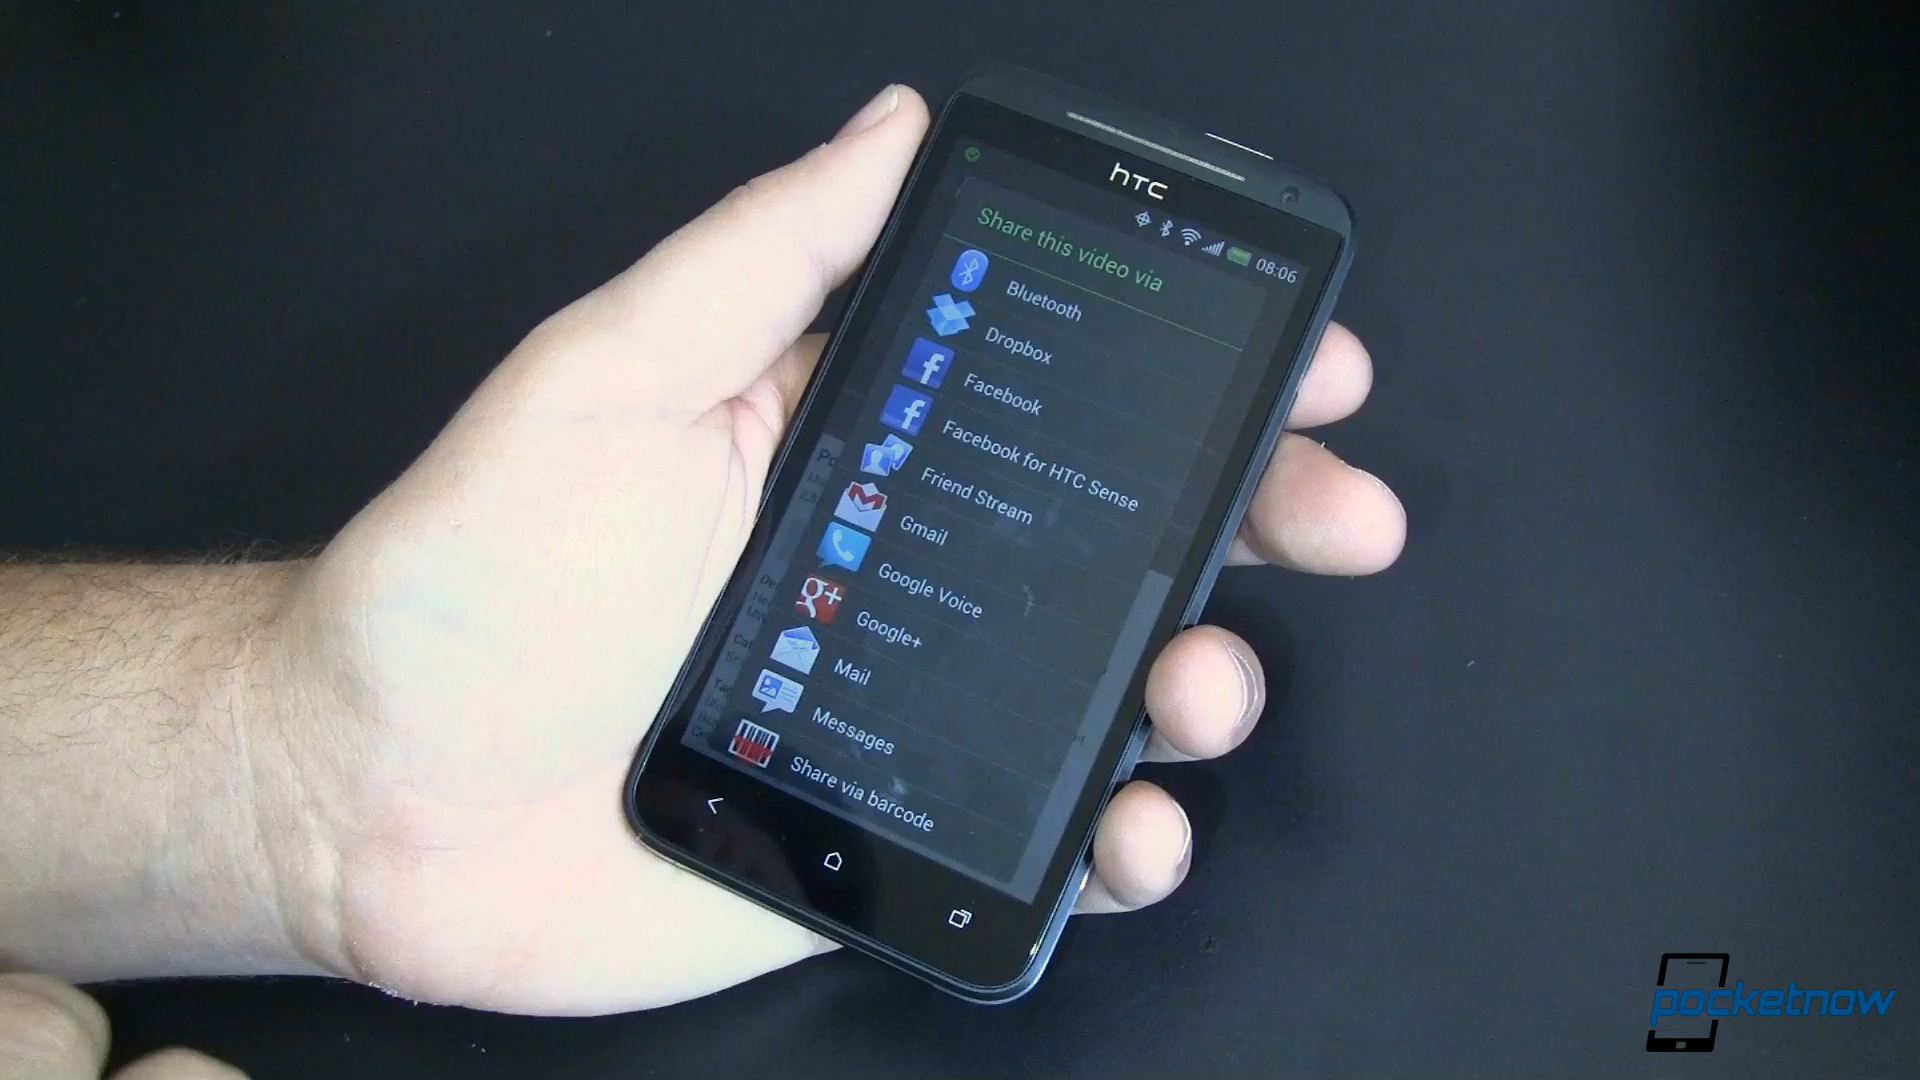 hTC
08:06
Share this video via
Bluetooth
Dropbox
Facebook
Facebook for HTC Sense
Friend Stream
Gmail
Google Voice
Google+
Mail
Messages
Share via barcode
pocketnow